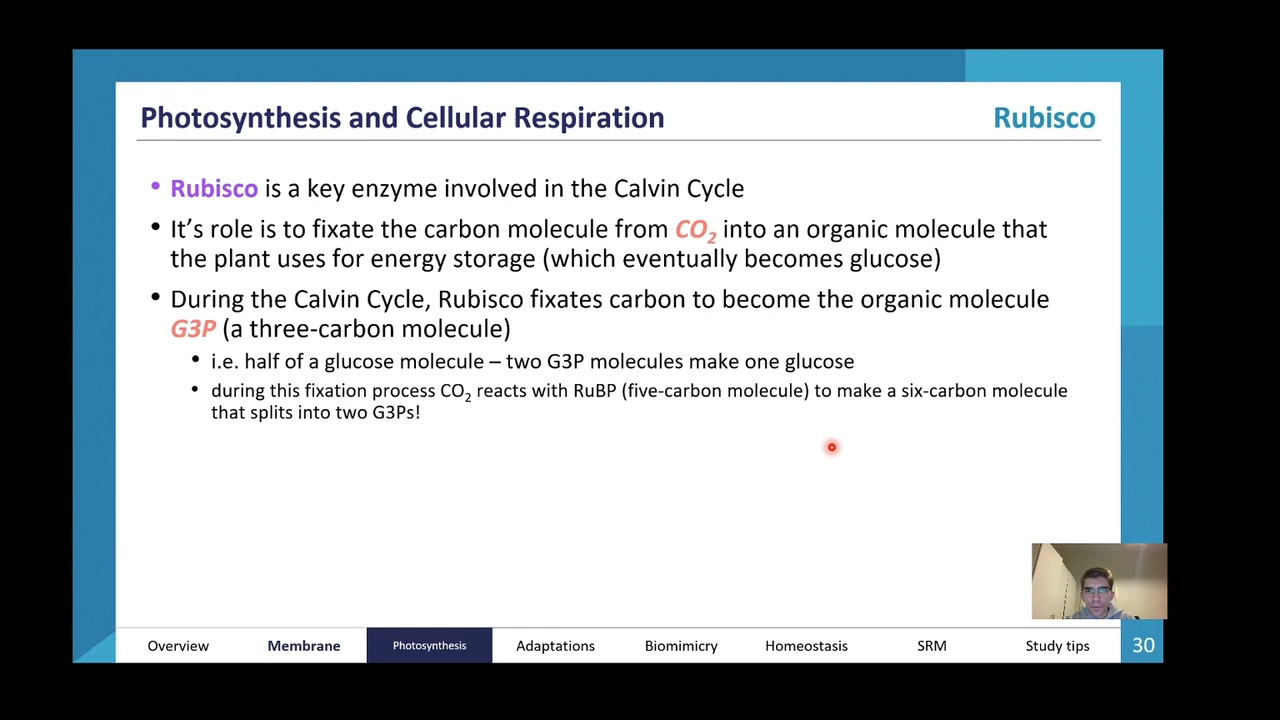 Photosynthesis and Cellular Respiration
Rubisco
• Rubisco is a key enzyme involved in the Calvin Cycle
• It's role is to fixate the carbon molecule from CO₂ into an organic molecule that
the plant uses for energy storage (which eventually becomes glucose)
• During the Calvin Cycle, Rubisco fixates carbon to become the organic molecule
G3P (a three-carbon molecule)
• i.e. half of a glucose molecule – two G3P molecules make one glucose
• during this fixation process CO₂ reacts with RuBP (five-carbon molecule) to make a six-carbon molecule
that splits into two G3Ps!
Overview Membrane Photosynthesis Adaptations Biomimicry Homeostasis SRM Study tips 30